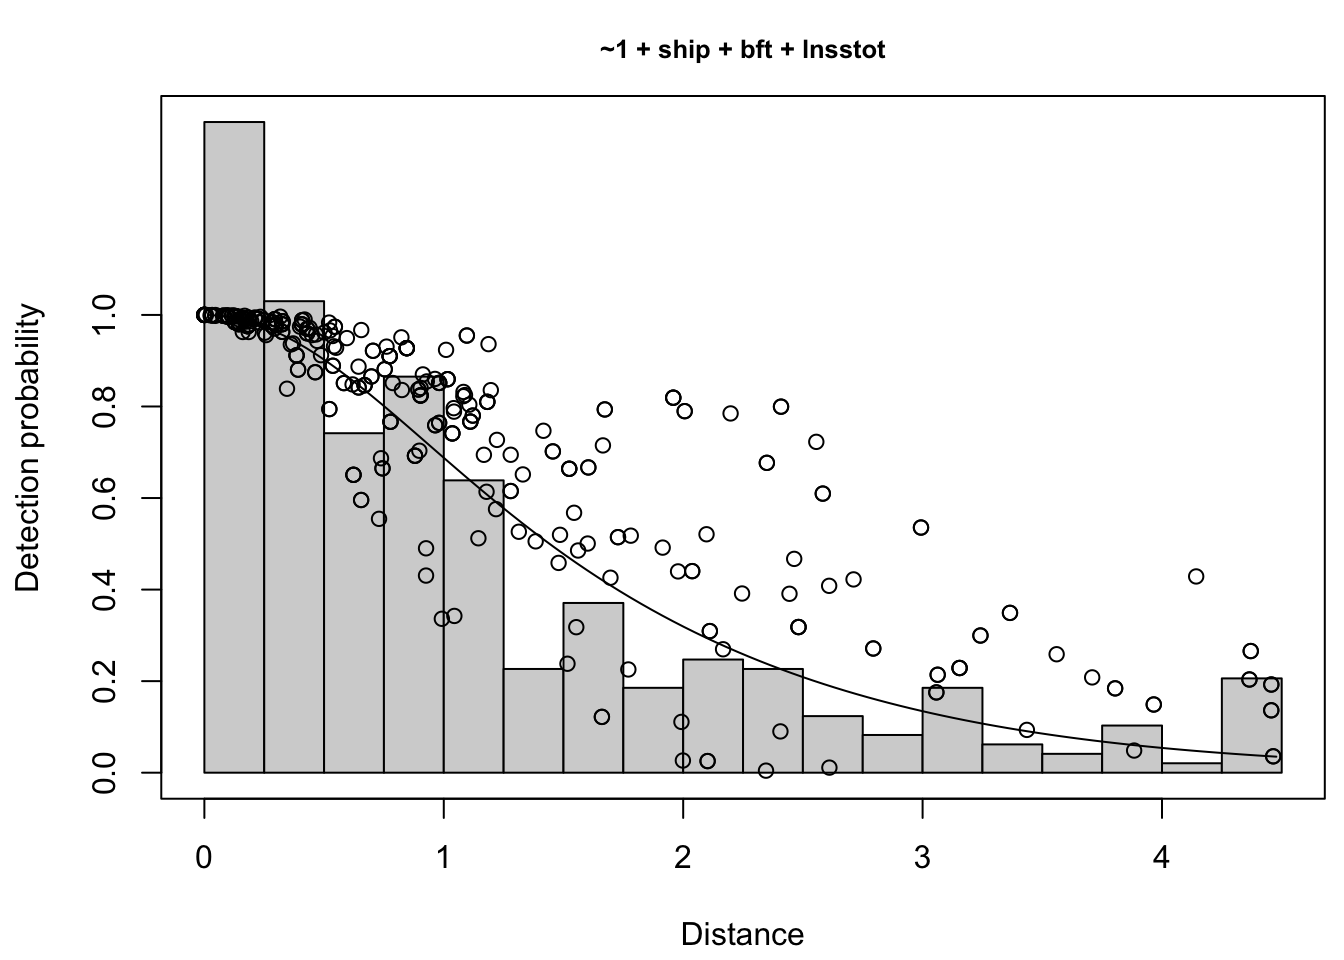 ~1 + ship + bft + lnsstot
Detection probability
1.0
0.8
0.6
0.4
0.2
0.0
0 1 2 3 4
Distance